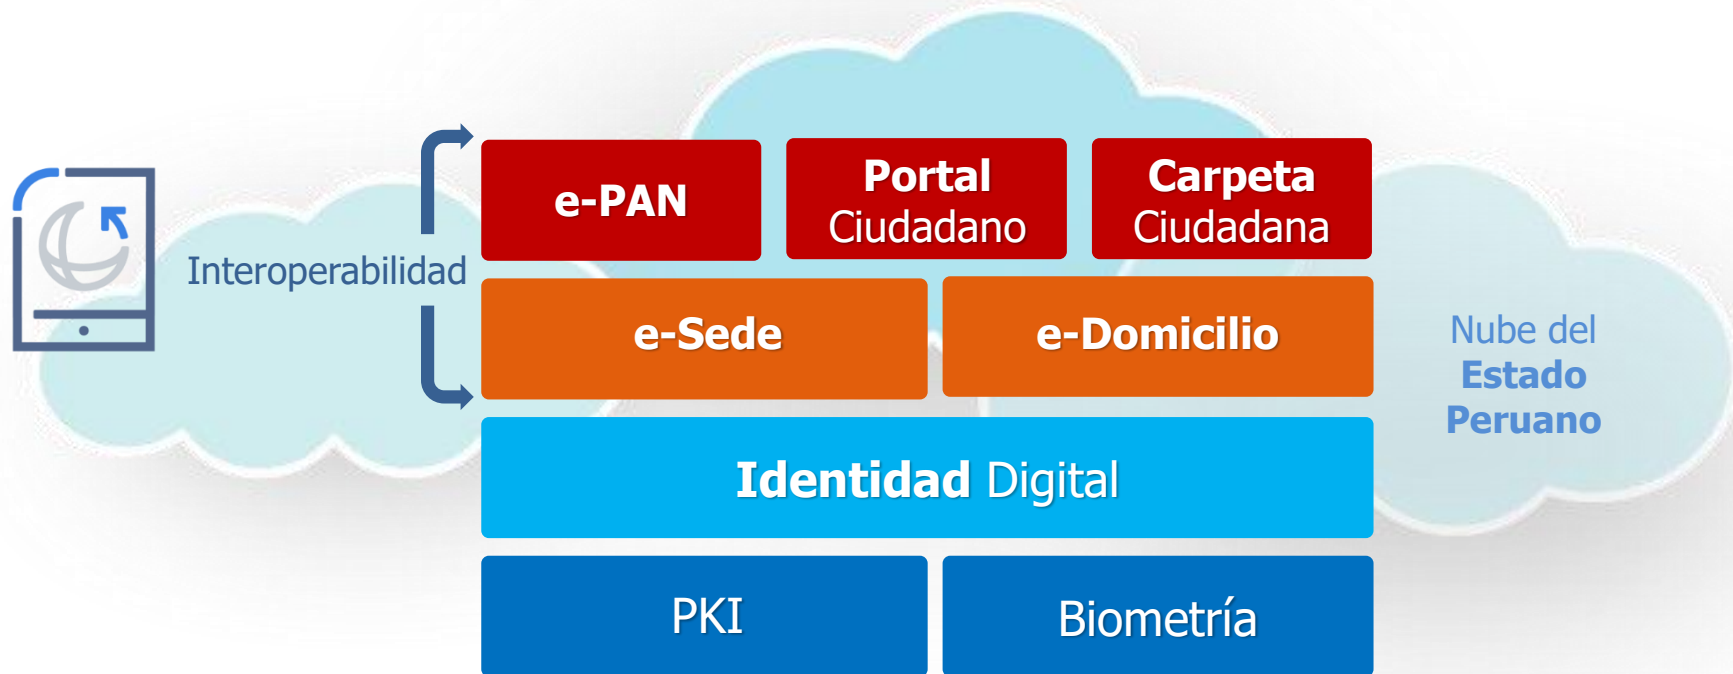 e-PAN
Portal
Ciudadano
Carpeta
Ciudadana
Interoperabilidad
e-Sede
e-Domicilio
Nube del
Estado
Peruano
Identidad Digital
PKI
Biometría